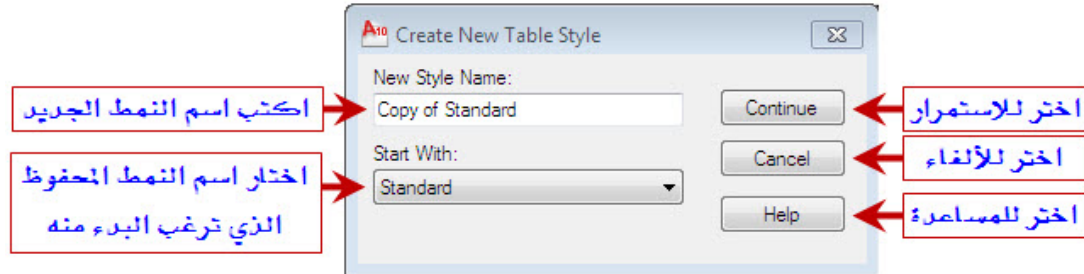 A10 Create New Table Style
New Style Name:
Copy of Standard
Continue
اكتب اسم النمط الجديد
اختر للاستمرار
Start With:
Cancel
اختر للألغاء
Standard
اختار اسم النمط المحفوظ
الذي ترغب البدء منه
Help
اختر للمساعدة